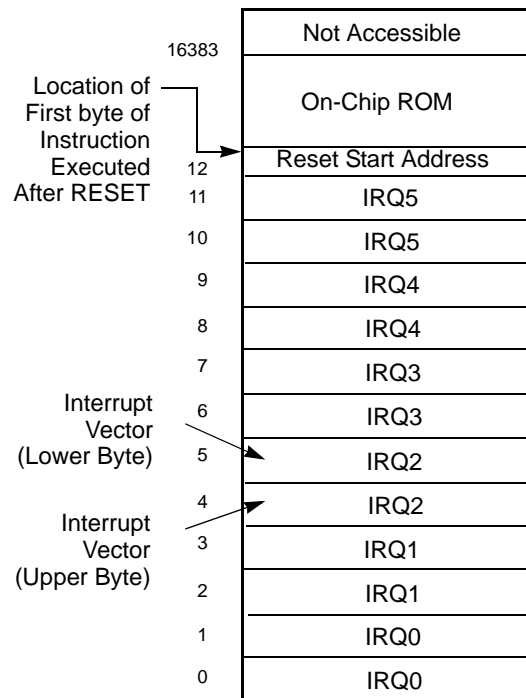 Not Accessible
16383
On-Chip ROM
Location of
First byte of
Instruction
Executed
After RESET
12 Reset Start Address
11 IRQ5
10 IRQ5
9 IRQ4
8 IRQ4
7 IRQ3
6 IRQ3
Interrupt
Vector
(Lower Byte)
5 IRQ2
4 IRQ2
Interrupt
Vector
(Upper Byte)
3 IRQ1
2 IRQ1
1 IRQ0
0 IRQ0